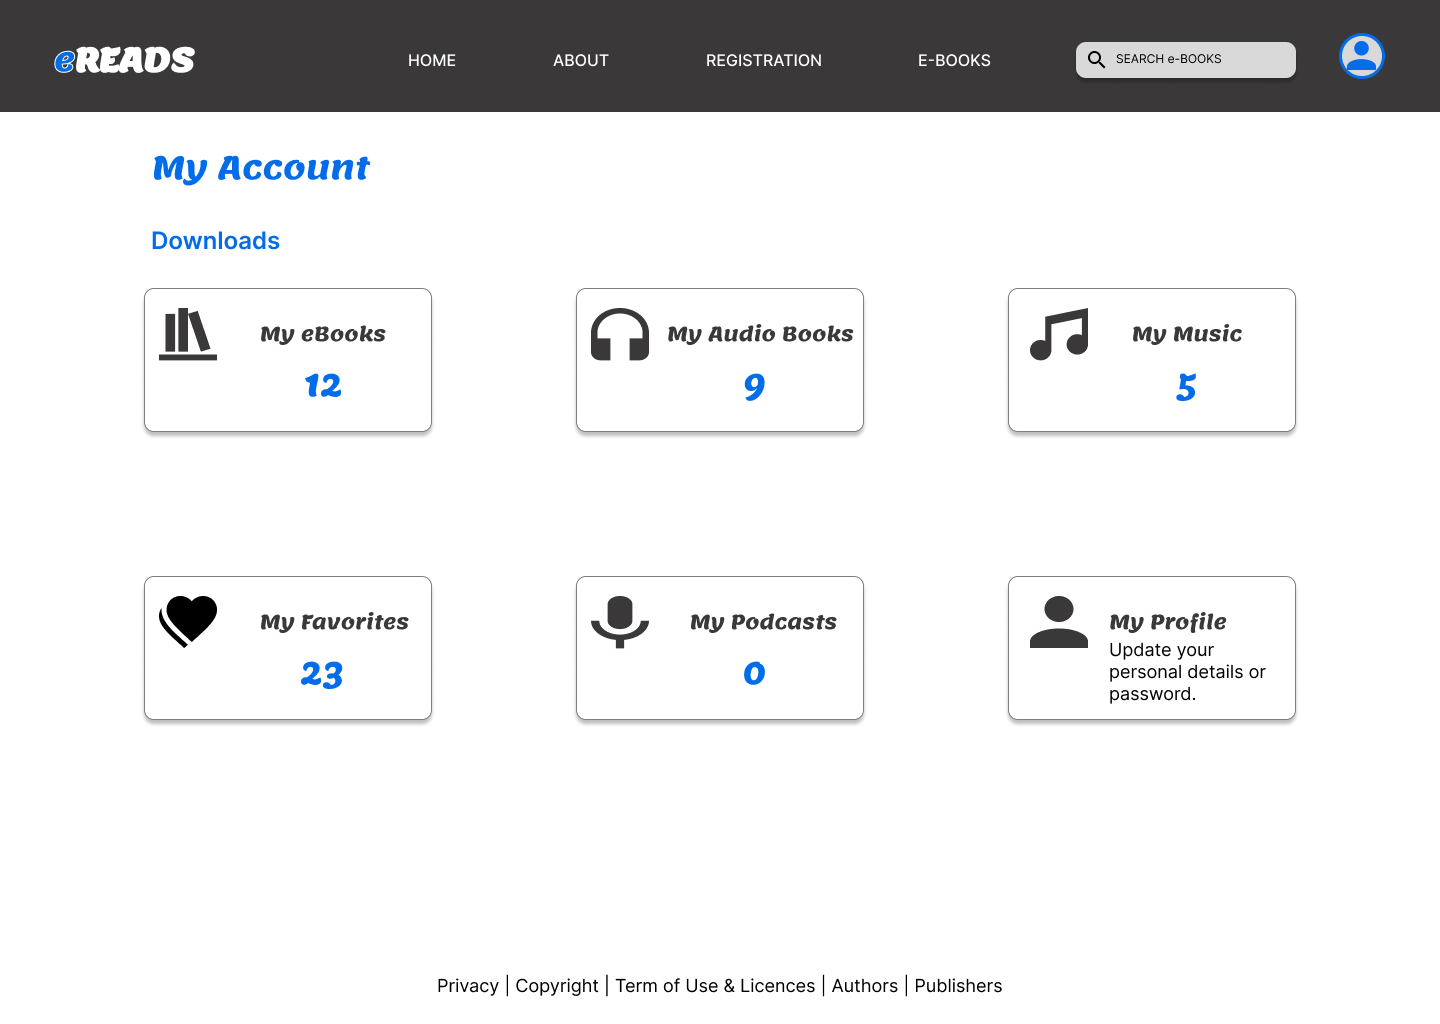 eREADS
HOME
ABOUT
REGISTRATION
E-BOOKS
SEARCH e-BOOKS
My Account
Downloads
My eBooks
12
My Audio Books
9
My Music
5
My Favorites
23
My Podcasts
0
My Profile
Update your
personal details or
password.
Privacy | Copyright | Term of Use & Licences | Authors | Publishers